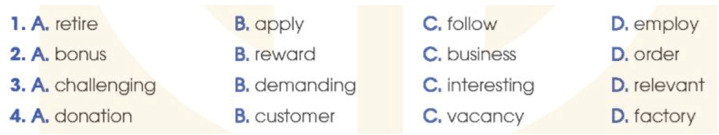 1. A. retire B. apply C. follow D. employ
2. A. bonus B. reward C. business D. order
3. A. challenging B. demanding C. interesting D. relevant
4. A. donation B. customer C. vacancy D. factory